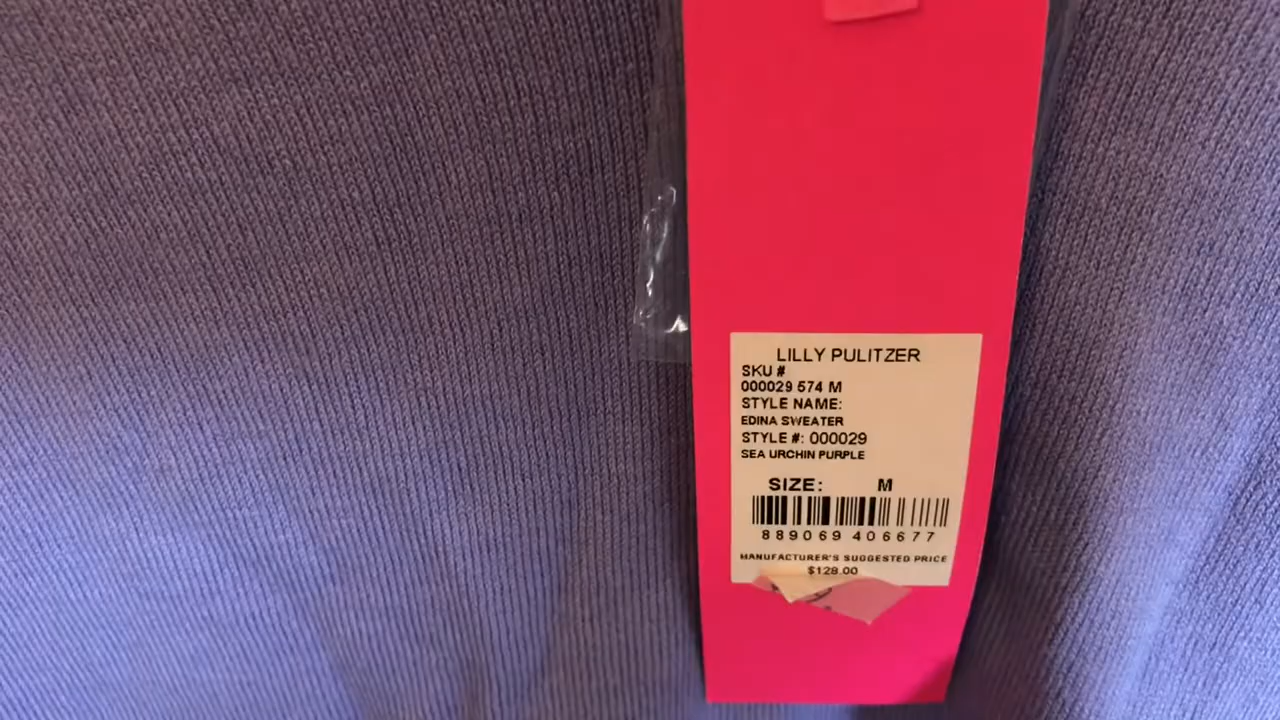 LILLY PULITZER
SKU #
000029 574 M
STYLE NAME:
EDINA SWEATER
STYLE #: 000029
SEA URCHIN PURPLE
SIZE: M
889069 406677
MANUFACTURER'S SUGGESTED PRICE
$128.00